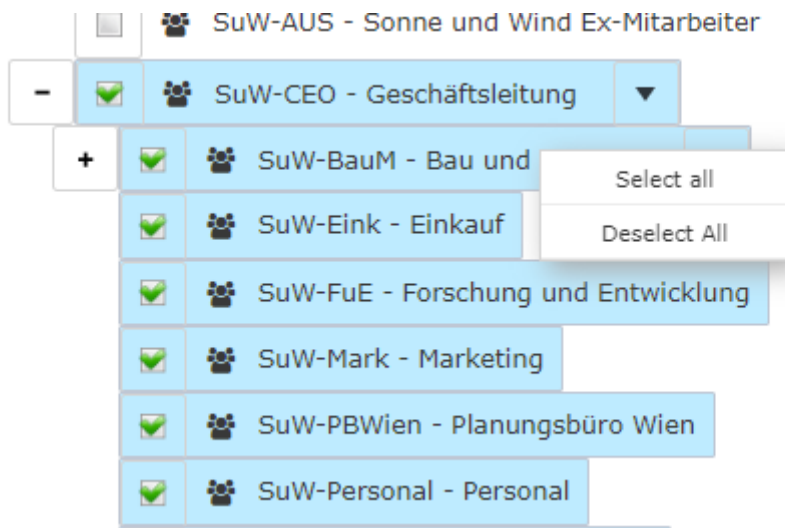 SuW-AUS - Sonne und Wind Ex-Mitarbeiter
SuW-CEO - Geschäftsleitung
SuW-BauM - Bau und
Select all
SuW-Eink - Einkauf
Deselect All
SuW-FuE - Forschung und Entwicklung
SuW-Mark - Marketing
SuW-PBWien - Planungsbüro Wien
SuW-Personal - Personal